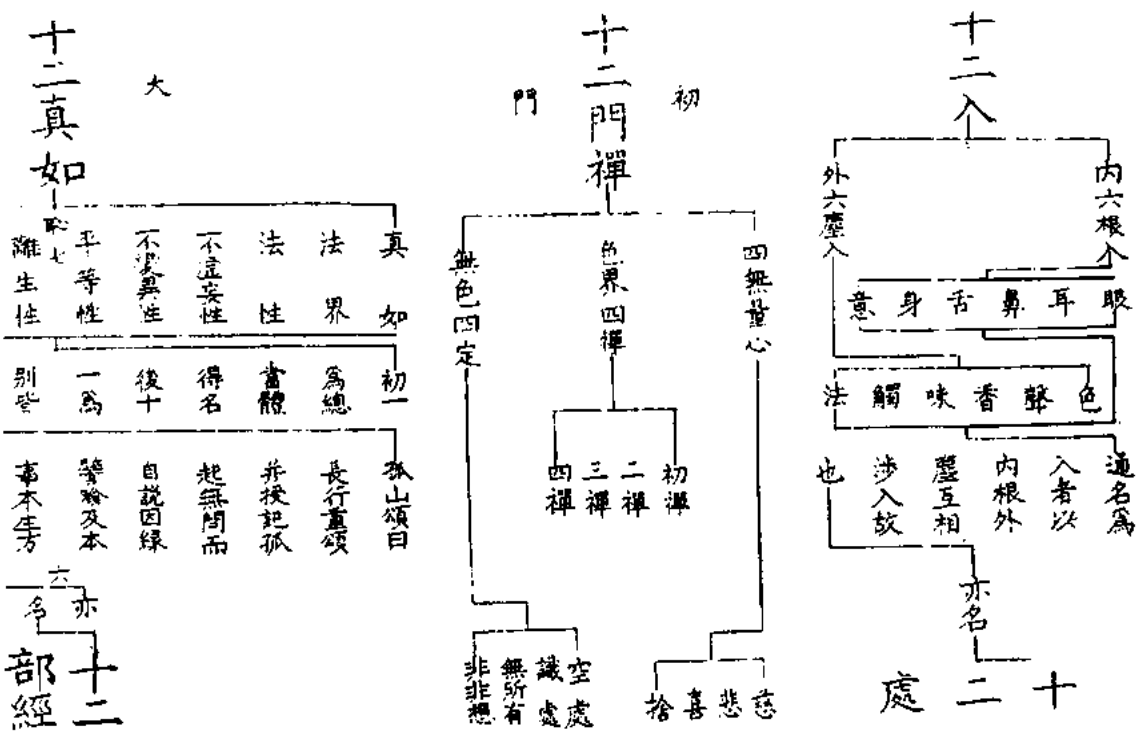 十二入
内六根入
外六塵入
眼
耳
鼻
舌
身
意
色
聲
香
味
觸
法
通名為
入者以
内根外
塵互相
涉入故
也
亦名
十二處
初
門
十二門禪
四無量心
色界四禪
無色四定
初禪
二禪
三禪
四禪
慈
悲
喜
捨
空處
識處
無所有
非非想
大
十二真如
真如
法界
法性
不虛妄性
不變異性
平等性
離生性
初一
為總
當體
得名
後十
一為
別皆
孤山頌曰
長行重頌
并授記孤
起無問而
自説因緣
譬喻及本
事本生方
亦
名
六
十二
部經